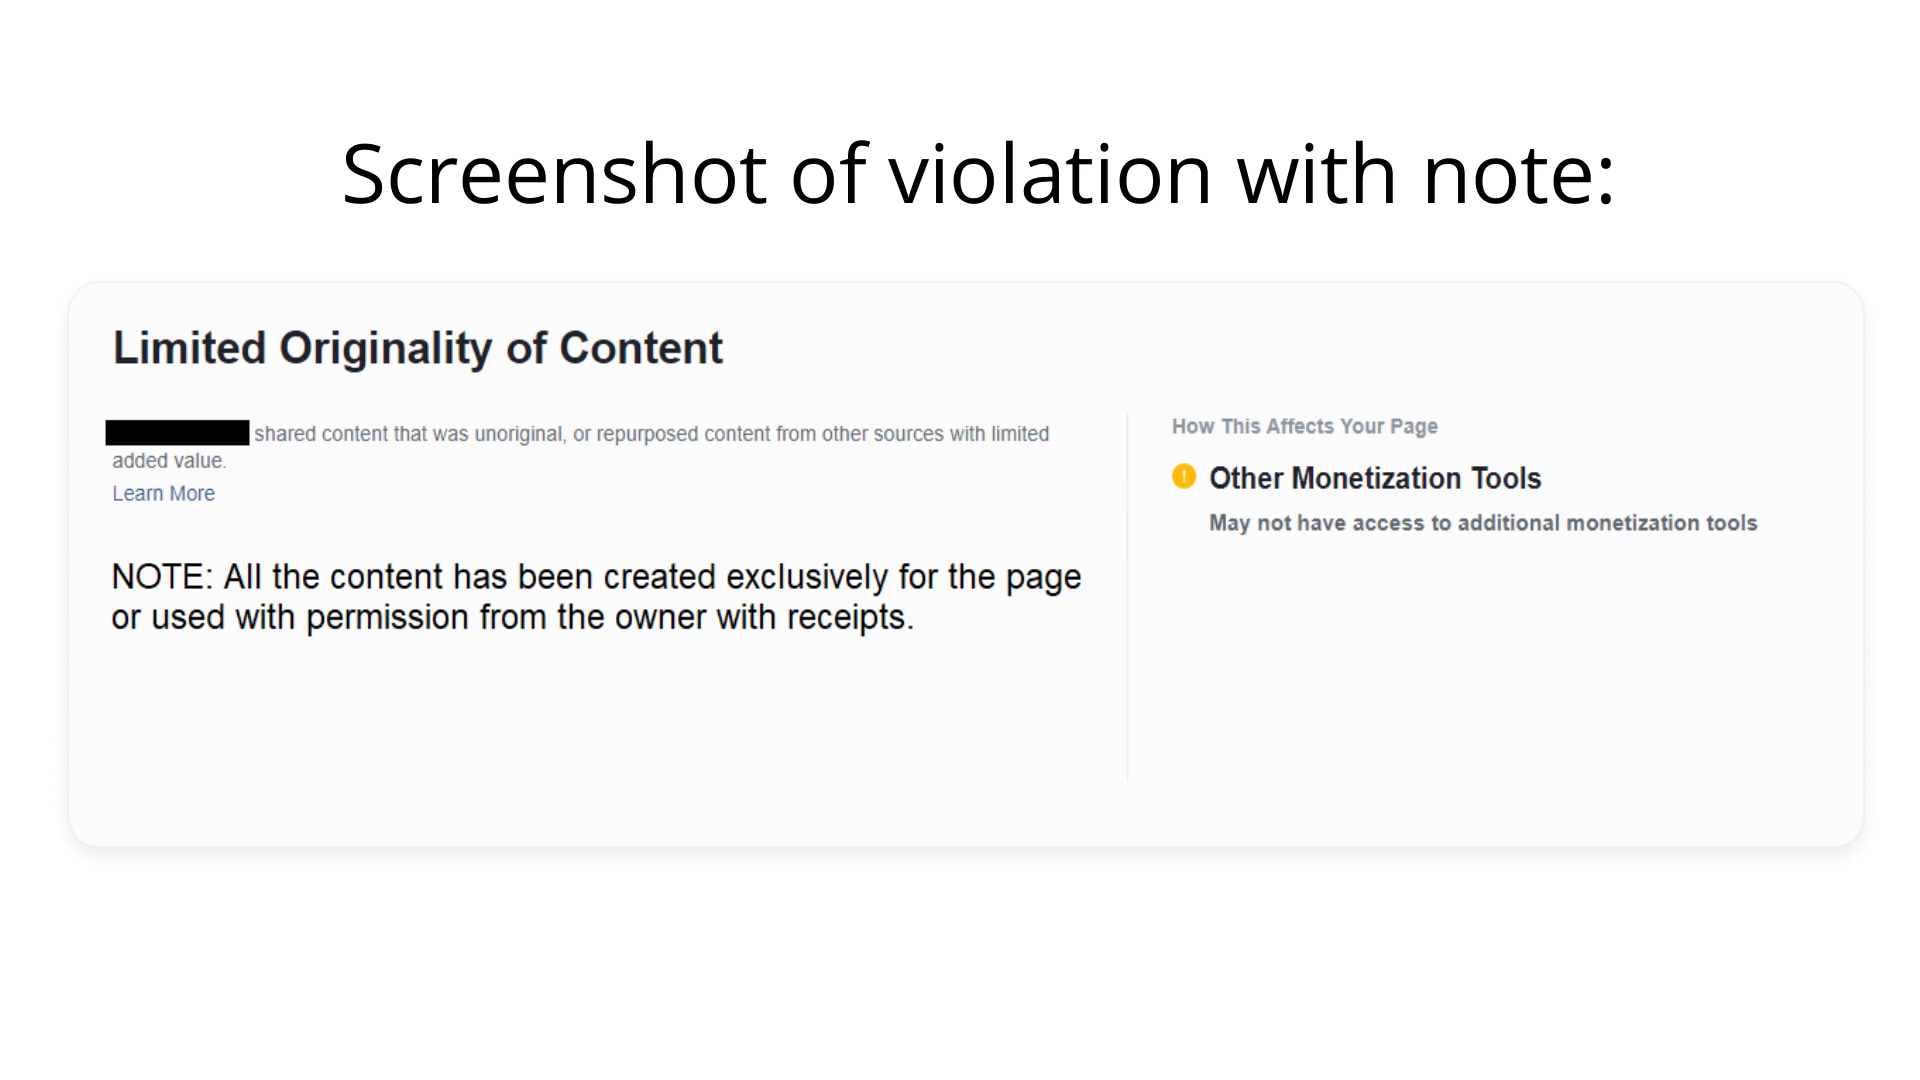 Screenshot of violation with note:
Limited Originality of Content
shared content that was unoriginal, or repurposed content from other sources with limited
added value.
Learn More
NOTE: All the content has been created exclusively for the page
or used with permission from the owner with receipts.
How This Affects Your Page
Other Monetization Tools
May not have access to additional monetization tools